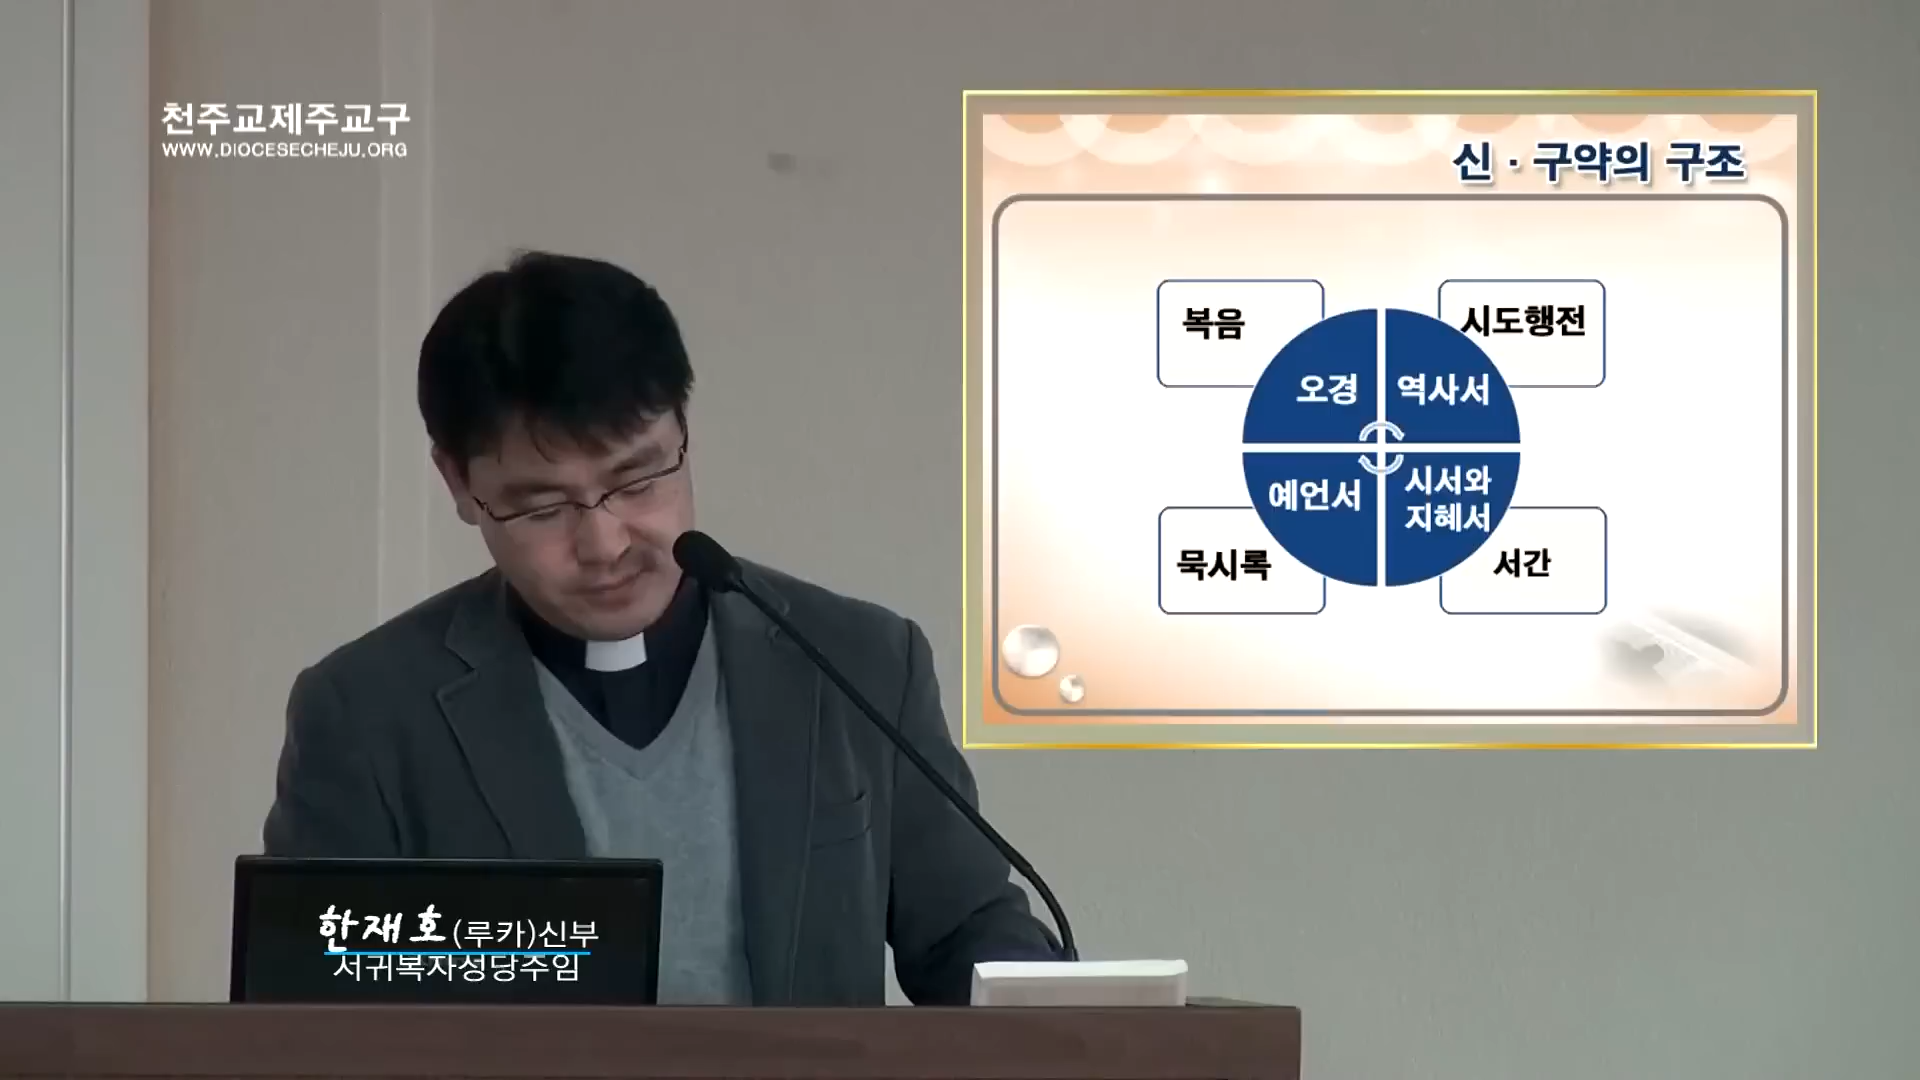 천주교제주교구
WWW.DIOCESECHEJU.ORG
신·구약의 구조
복음
시도행전
오경
역사서
예언서
시서와
지혜서
묵시록
서간
한재호(루카)신부
서귀복자성당주임